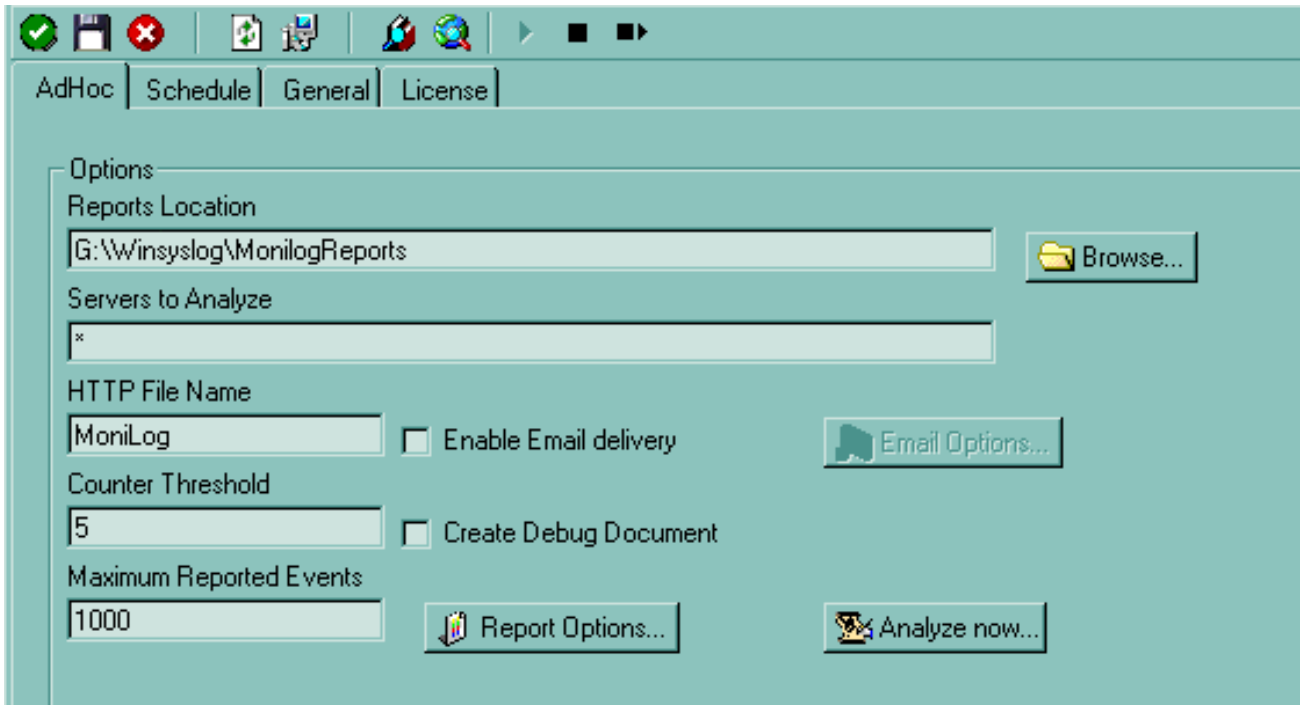 AdHoc Schedule General License
Options
Reports Location
G:\Winsyslog\MonilogReports
Browse...
Servers to Analyze
*
HTTP File Name
MoniLog
Enable Email delivery
Email Options...
Counter Threshold
5
Create Debug Document
Maximum Reported Events
1000
Report Options...
Analyze now...